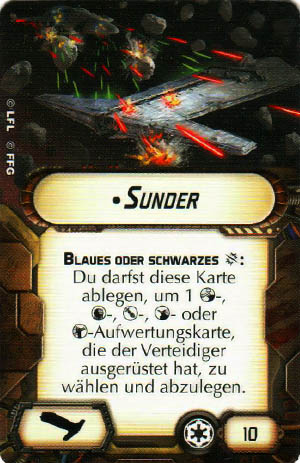 © LFL © FFG
• SUNDER
BLAUES ODER SCHWARZES :
Du darfst diese Karte
ablegen, um 1 -,
-, -, - oder
-Aufwertungskarte,
die der Verteidiger
ausgerüstet hat, zu
wählen und abzulegen.
10